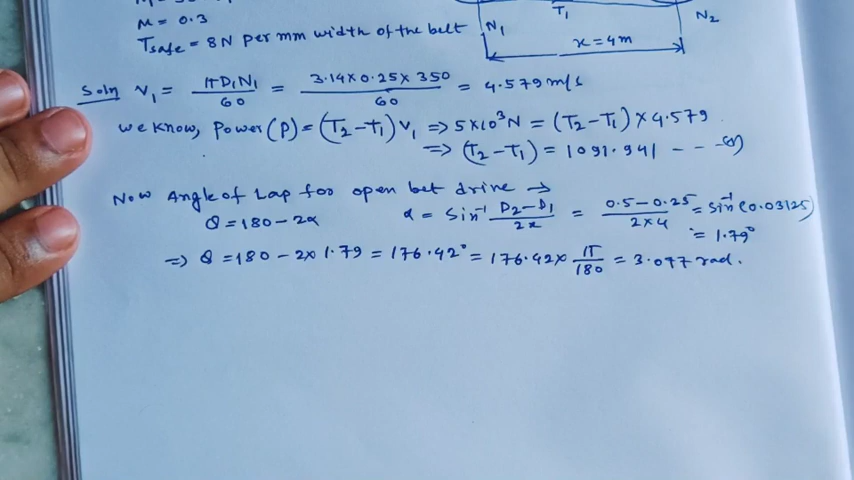 μ = 0.3
T_safe = 8N per mm width of the belt
T₁
N₁
N₂
x = 4m
Soln V₁ = πD₁N₁/60 = 3.14×0.25×350/60 = 4.579 m/s
We know, Power(P) = (T₂-T₁)V₁ ⇒ 5×10³N = (T₂-T₁)×4.579
⇒ (T₂-T₁) = 1091.941 - - -
Now Angle of Lap for open bet drive →
θ = 180-2α α = Sin⁻¹ D₂-D₁/2x = 0.5-0.25/2×4 = Sin⁻¹(0.03125)
= 1.79°
⇒ θ = 180 - 2×1.79 = 176.42° = 176.42× π/180 = 3.077 rad.